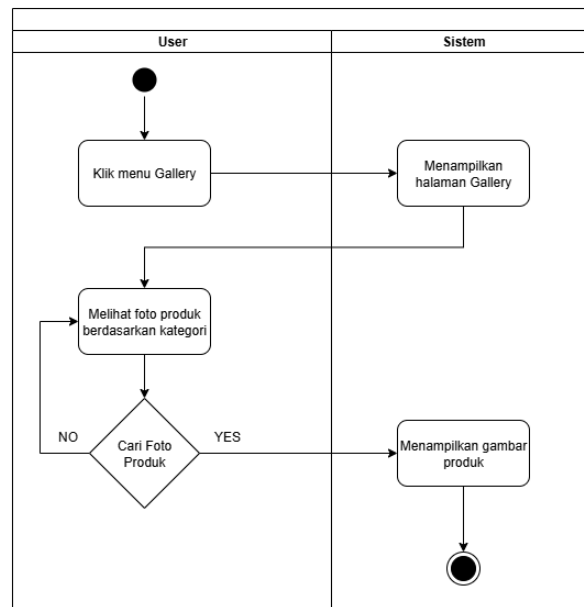 User
Sistem
Klik menu Gallery
Menampilkan
halaman Gallery
Melihat foto produk
berdasarkan kategori
NO
Cari Foto
Produk
YES
Menampilkan gambar
produk